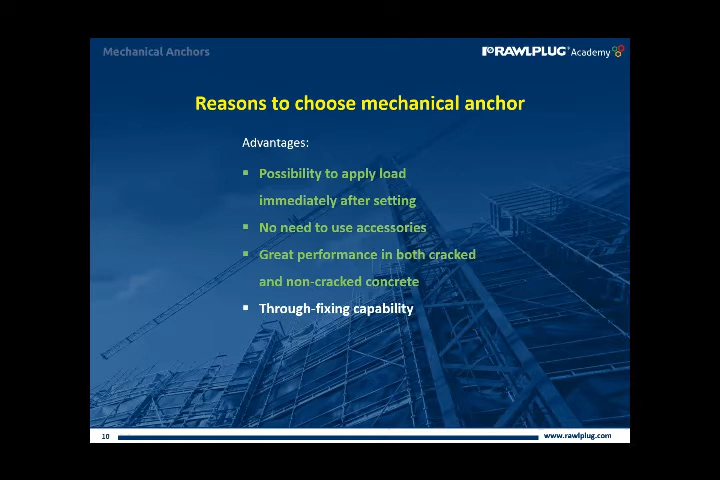 Mechanical Anchors
RAWLPLUG® Academy
Reasons to choose mechanical anchor
Advantages:
▪ Possibility to apply load
immediately after setting
▪ No need to use accessories
▪ Great performance in both cracked
and non-cracked concrete
▪ Through-fixing capability
10
www.rawlplug.com